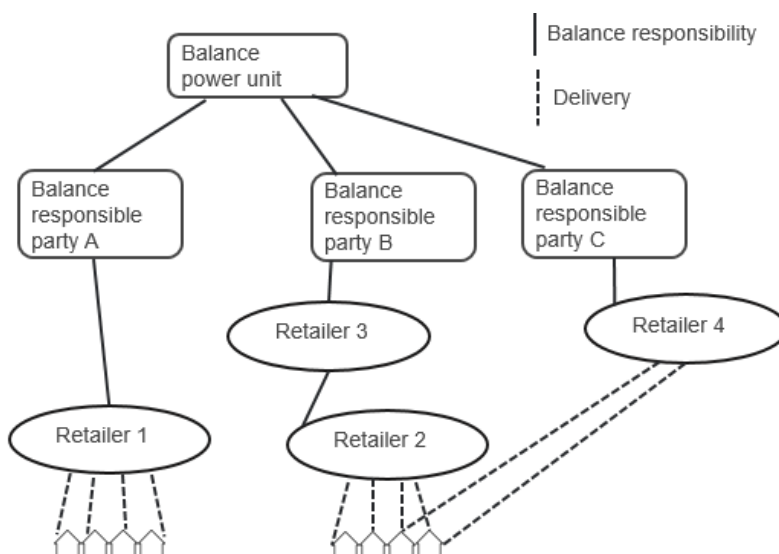 Balance
power unit
Balance responsibility
Delivery
Balance
responsible
party A
Balance
responsible
party B
Balance
responsible
party C
Retailer 3
Retailer 4
Retailer 1
Retailer 2